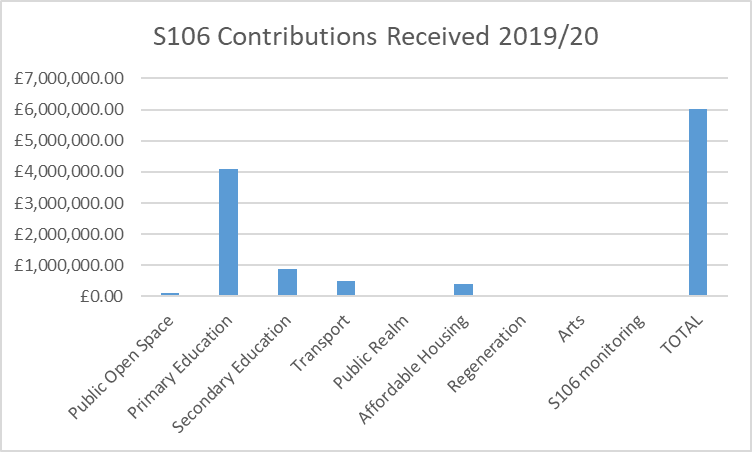 S106 Contributions Received 2019/20
£7,000,000.00
£6,000,000.00
£5,000,000.00
£4,000,000.00
£3,000,000.00
£2,000,000.00
£1,000,000.00
£0.00
Public Open Space
Primary Education
Secondary Education
Transport
Public Realm
Affordable Housing
Regeneration
Arts
S106 monitoring
TOTAL